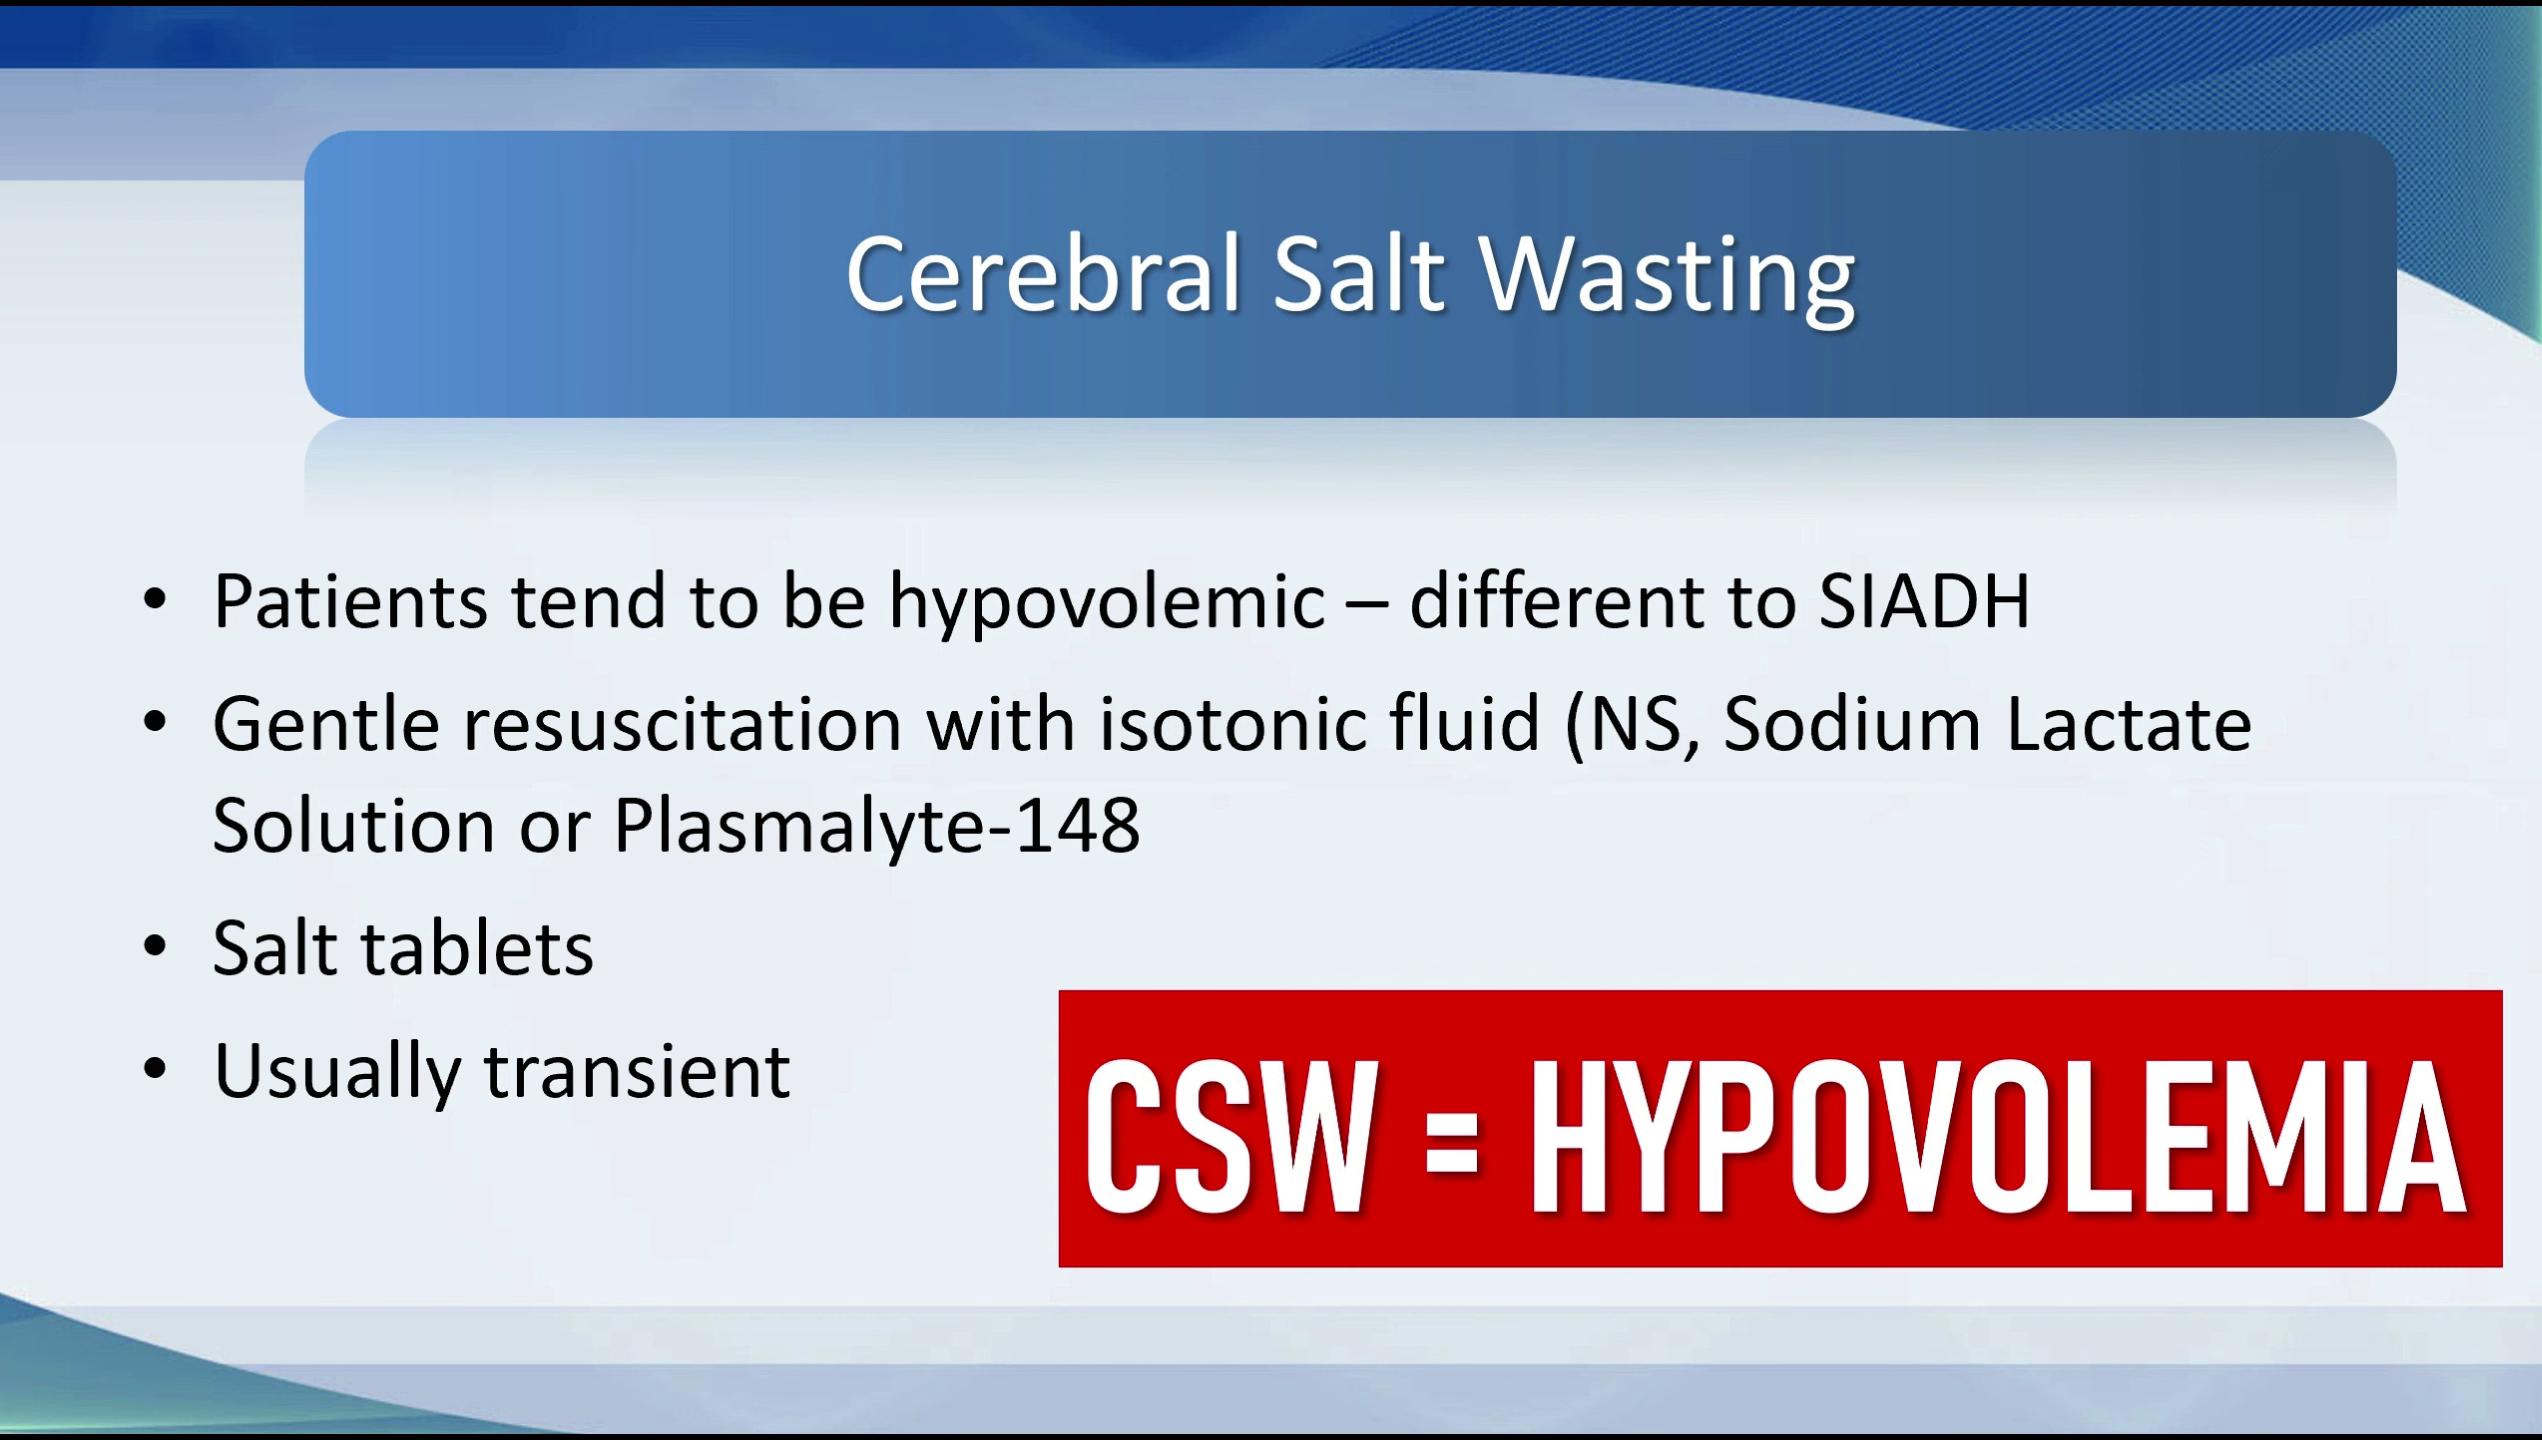 Cerebral Salt Wasting
• Patients tend to be hypovolemic – different to SIADH
• Gentle resuscitation with isotonic fluid (NS, Sodium Lactate
Solution or Plasmalyte-148
• Salt tablets
• Usually transient
CSW = HYPOVOLEMIA